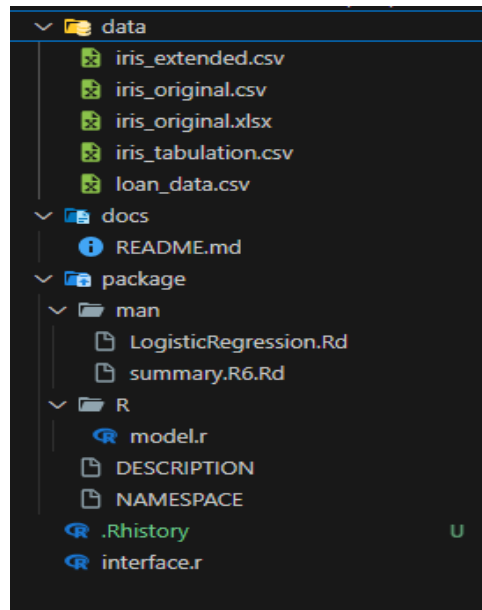 data
iris_extended.csv
iris_original.csv
iris_original.xlsx
iris_tabulation.csv
loan_data.csv
docs
README.md
package
man
LogisticRegression.Rd
summary.R6.Rd
R
model.r
DESCRIPTION
NAMESPACE
.Rhistory U
interface.r